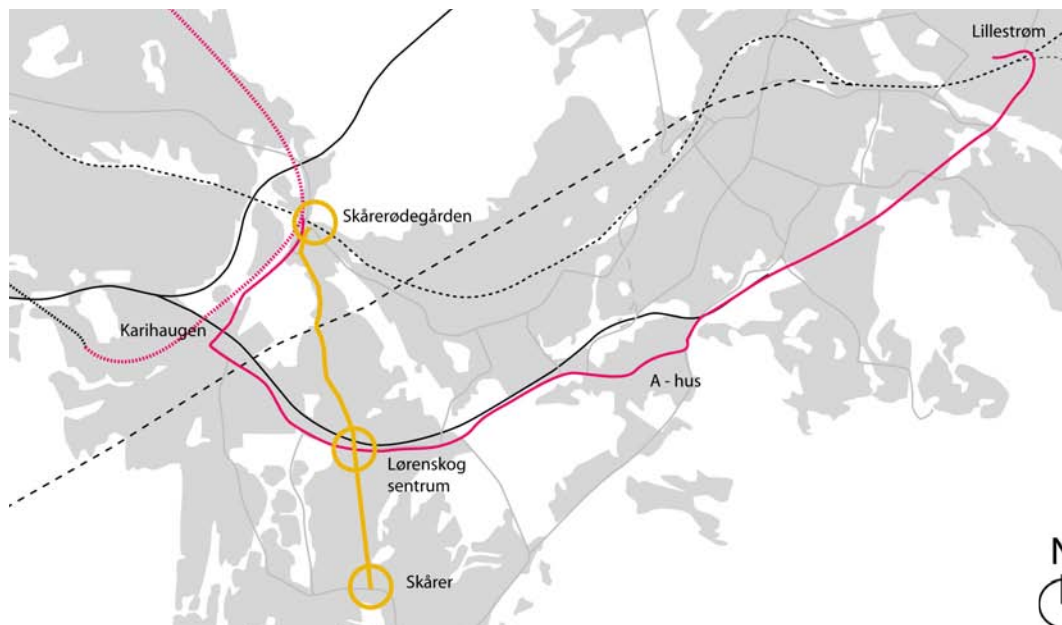 Lillestrøm
Skårerødegården
Karihaugen
A - hus
Lørenskog
sentrum
N
Skårer